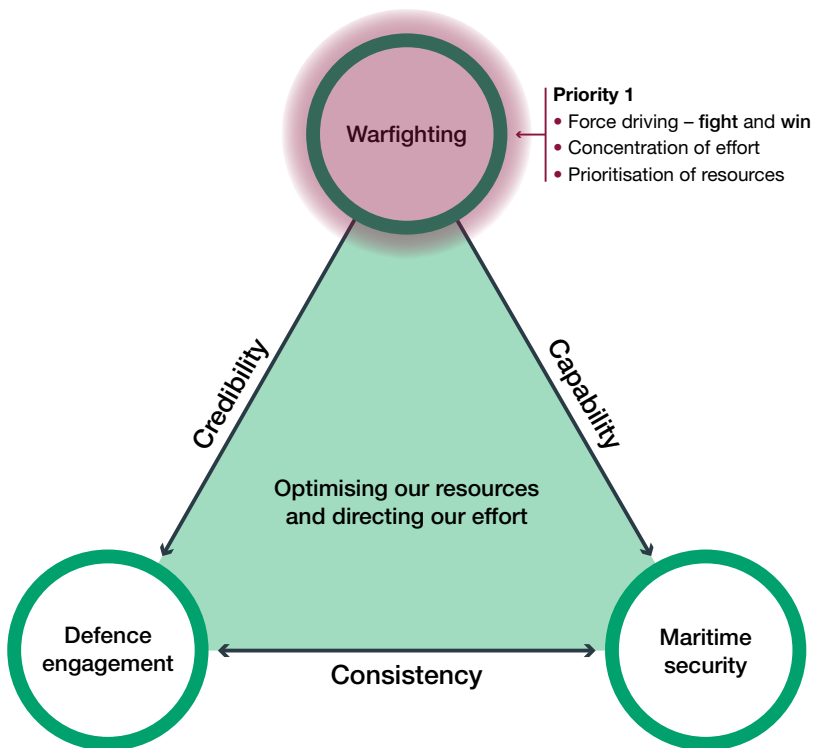 Warfighting
Priority 1
• Force driving – fight and win
• Concentration of effort
• Prioritisation of resources
Credibility
Capability
Optimising our resources
and directing our effort
Defence
engagement
Consistency
Maritime
security